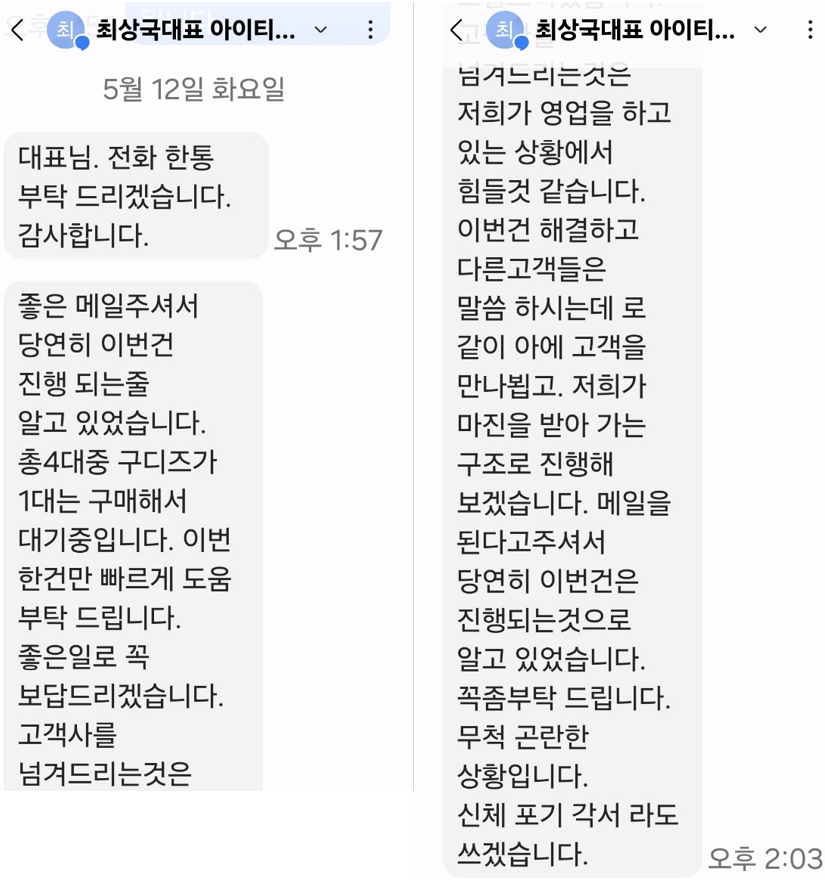 최상국대표 아이티...
5월 12일 화요일
대표님. 전화 한통
부탁 드리겠습니다.
감사합니다.
오후 1:57
좋은 메일주셔서
당연히 이번건
진행 되는줄
알고 있었습니다.
총4대중 구디즈가
1대는 구매해서
대기중입니다. 이번
한건만 빠르게 도움
부탁 드립니다.
좋은일로 꼭
보답드리겠습니다.
고객사를
넘겨드리는것은
최상국대표 아이티...
넘겨드리는것은
저희가 영업을 하고
있는 상황에서
힘들것 같습니다.
이번건 해결하고
다른고객들은
말씀 하시는데 로
같이 아에 고객을
만나뵙고. 저희가
마진을 받아 가는
구조로 진행해
보겠습니다. 메일을
된다고주셔서
당연히 이번건은
진행되는것으로
알고 있었습니다.
꼭좀부탁 드립니다.
무척 곤란한
상황입니다.
신체 포기 각서 라도
쓰겠습니다.
오후 2:03